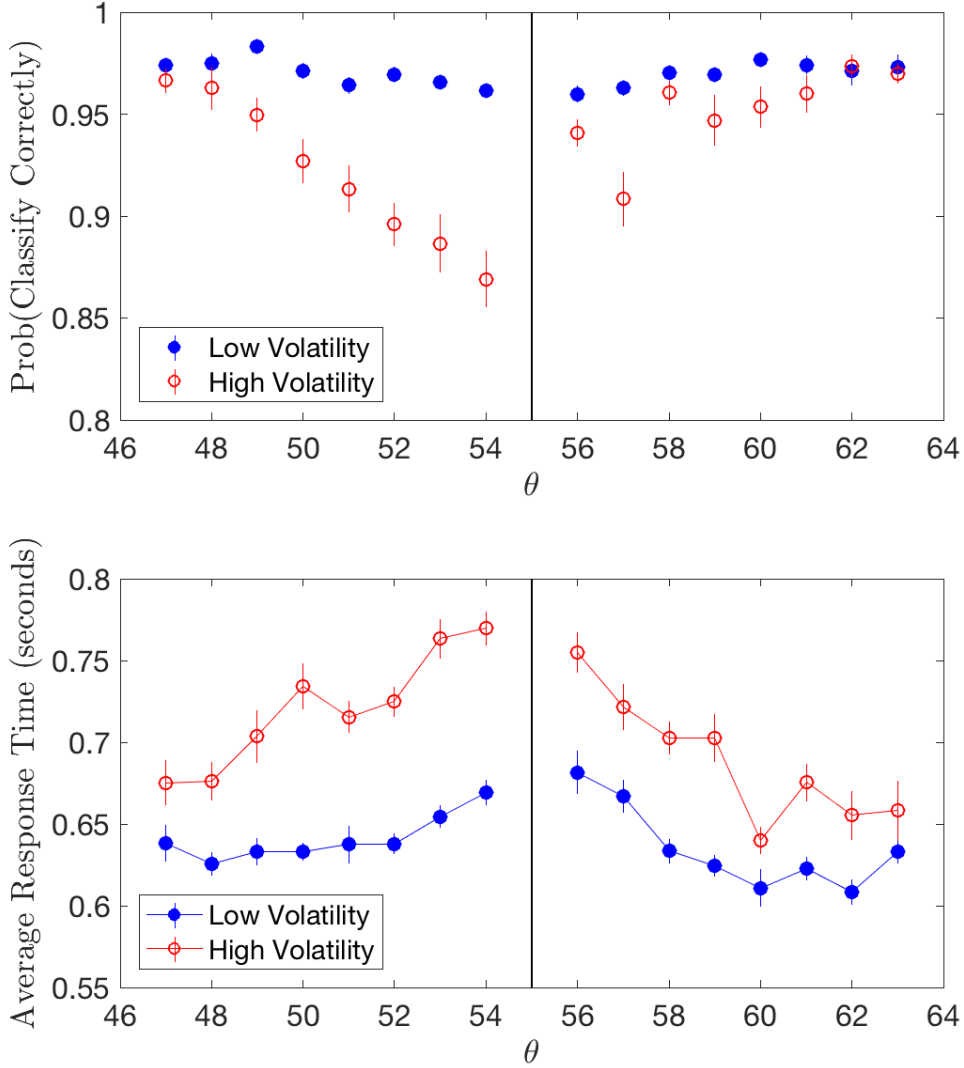 Prob(Classify Correctly)
1
0.95
0.9
0.85
0.8
Low Volatility
High Volatility
46 48 50 52 54 56 58 60 62 64
θ
Average Response Time (seconds)
0.8
0.75
0.7
0.65
0.6
0.55
Low Volatility
High Volatility
46 48 50 52 54 56 58 60 62 64
θ